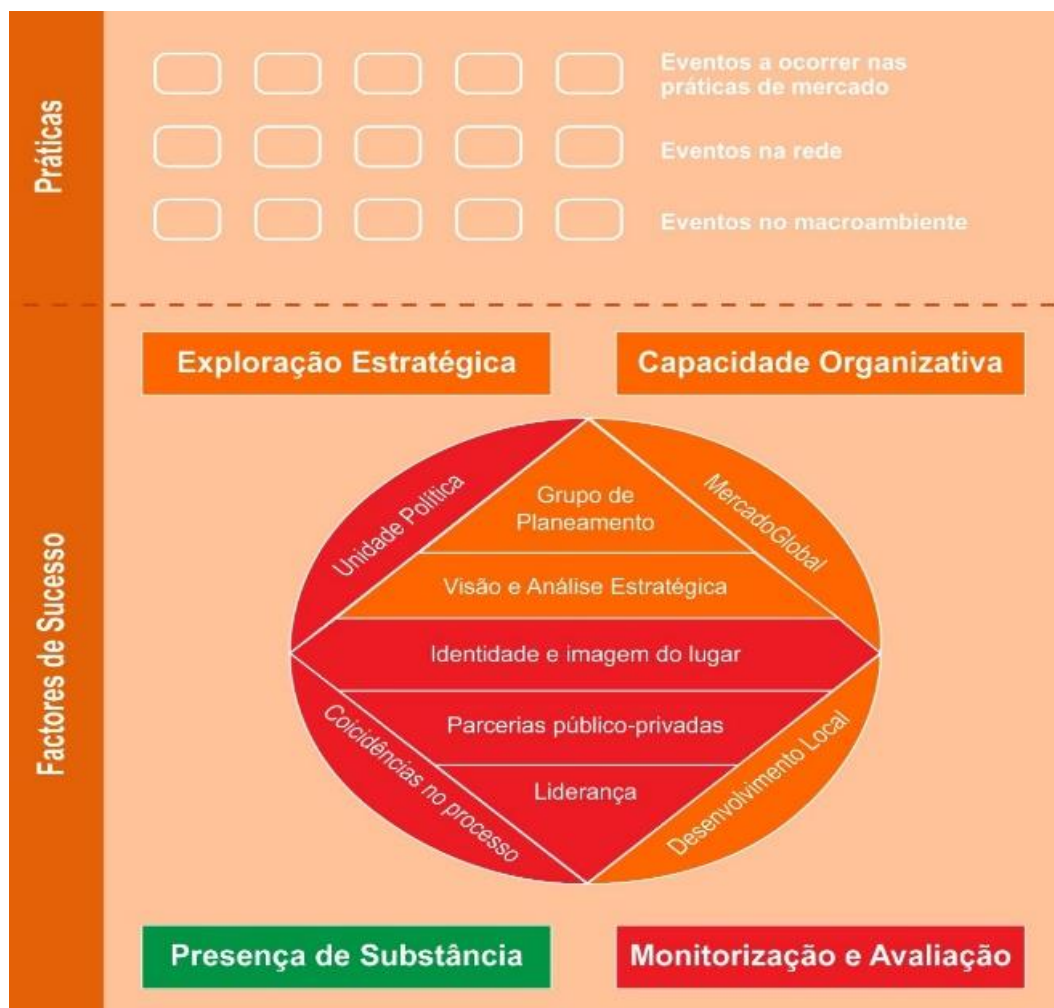 Práticas
Eventos a ocorrer nas
práticas de mercado
Eventos na rede
Eventos no macroambiente
Factores de Sucesso
Exploração Estratégica
Capacidade Organizativa
Unidade Política
Grupo de
Planeamento
MercadoGlobal
Visão e Análise Estratégica
Identidade e imagem do lugar
Parcerias público-privadas
Liderança
Coicidências no processo
Desenvolvimento Local
Presença de Substância
Monitorização e Avaliação